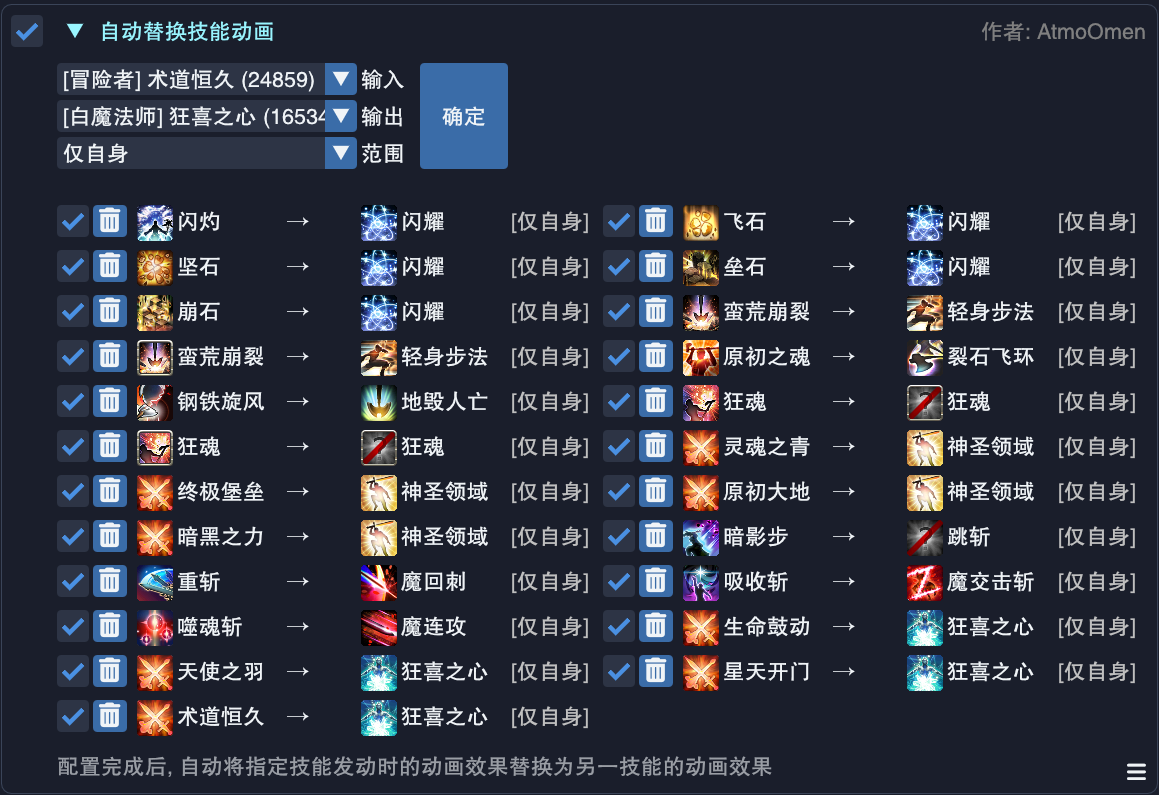 自动替换技能动画 作者: AtmoOmen
[冒险者] 术道恒久 (24859) 输入
[白魔法师] 狂喜之心 (16534 输出 确定
仅自身 范围
闪灼 → 闪耀 [仅自身] 飞石 → 闪耀 [仅自身]
坚石 → 闪耀 [仅自身] 垒石 → 闪耀 [仅自身]
崩石 → 闪耀 [仅自身] 蛮荒崩裂 → 轻身步法 [仅自身]
蛮荒崩裂 → 轻身步法 [仅自身] 原初之魂 → 裂石飞环 [仅自身]
钢铁旋风 → 地毁人亡 [仅自身] 狂魂 → 狂魂 [仅自身]
狂魂 → 狂魂 [仅自身] 灵魂之青 → 神圣领域 [仅自身]
终极堡垒 → 神圣领域 [仅自身] 原初大地 → 神圣领域 [仅自身]
暗黑之力 → 神圣领域 [仅自身] 暗影步 → 跳斩 [仅自身]
重斩 → 魔回刺 [仅自身] 吸收斩 → 魔交击斩 [仅自身]
噬魂斩 → 魔连攻 [仅自身] 生命鼓动 → 狂喜之心 [仅自身]
天使之羽 → 狂喜之心 [仅自身] 星天开门 → 狂喜之心 [仅自身]
术道恒久 → 狂喜之心 [仅自身]
配置完成后, 自动将指定技能发动时的动画效果替换为另一技能的动画效果